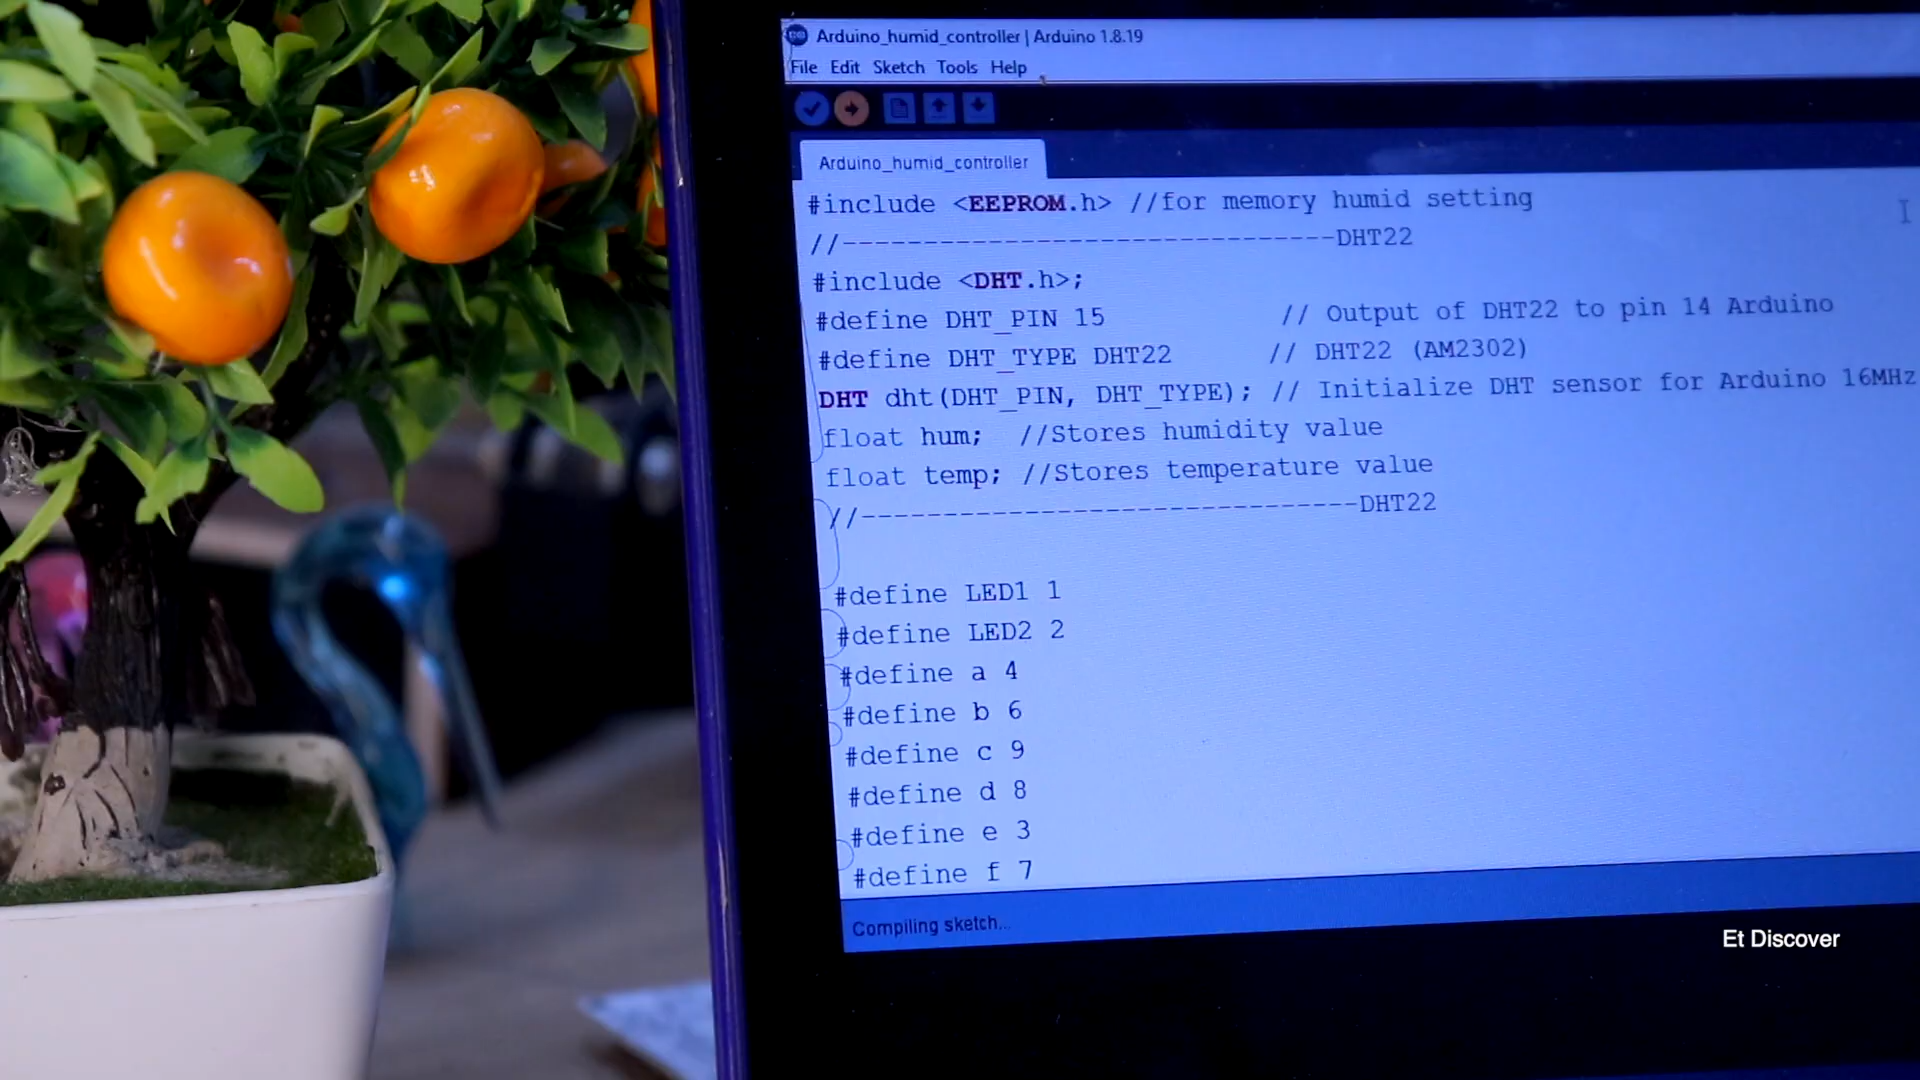 Arduino_humid_controller | Arduino 1.8.19
File Edit Sketch Tools Help
Arduino_humid_controller
#include <EEPROM.h> //for memory humid setting
//------------------------------DHT22
#include <DHT.h>;
#define DHT_PIN 15 // Output of DHT22 to pin 14 Arduino
#define DHT_TYPE DHT22 // DHT22 (AM2302)
DHT dht(DHT_PIN, DHT_TYPE); // Initialize DHT sensor for Arduino 16MHz
float hum; //Stores humidity value
float temp; //Stores temperature value
//------------------------------DHT22
#define LED1 1
#define LED2 2
#define a 4
#define b 6
#define c 9
#define d 8
#define e 3
#define f 7
Compiling sketch...
Et Discover